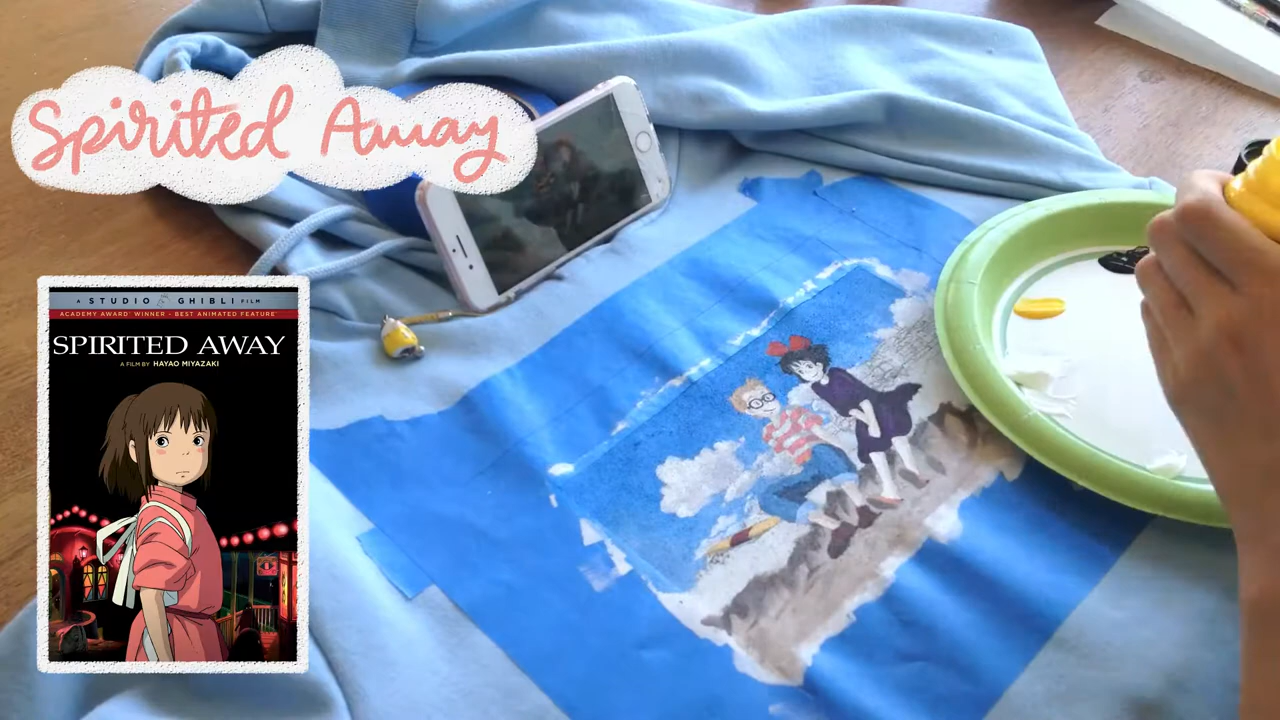 Spirited Away
A STUDIO GHIBLI FILM
ACADEMY AWARD® WINNER - BEST ANIMATED FEATURE
SPIRITED AWAY
A FILM BY HAYAO MIYAZAKI